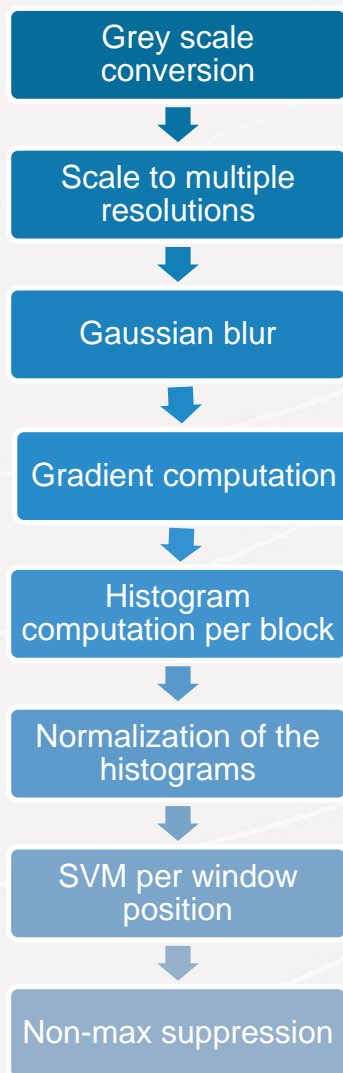 Grey scale
conversion
Scale to multiple
resolutions
Gaussian blur
Gradient computation
Histogram
computation per block
Normalization of the
histograms
SVM per window
position
Non-max suppression